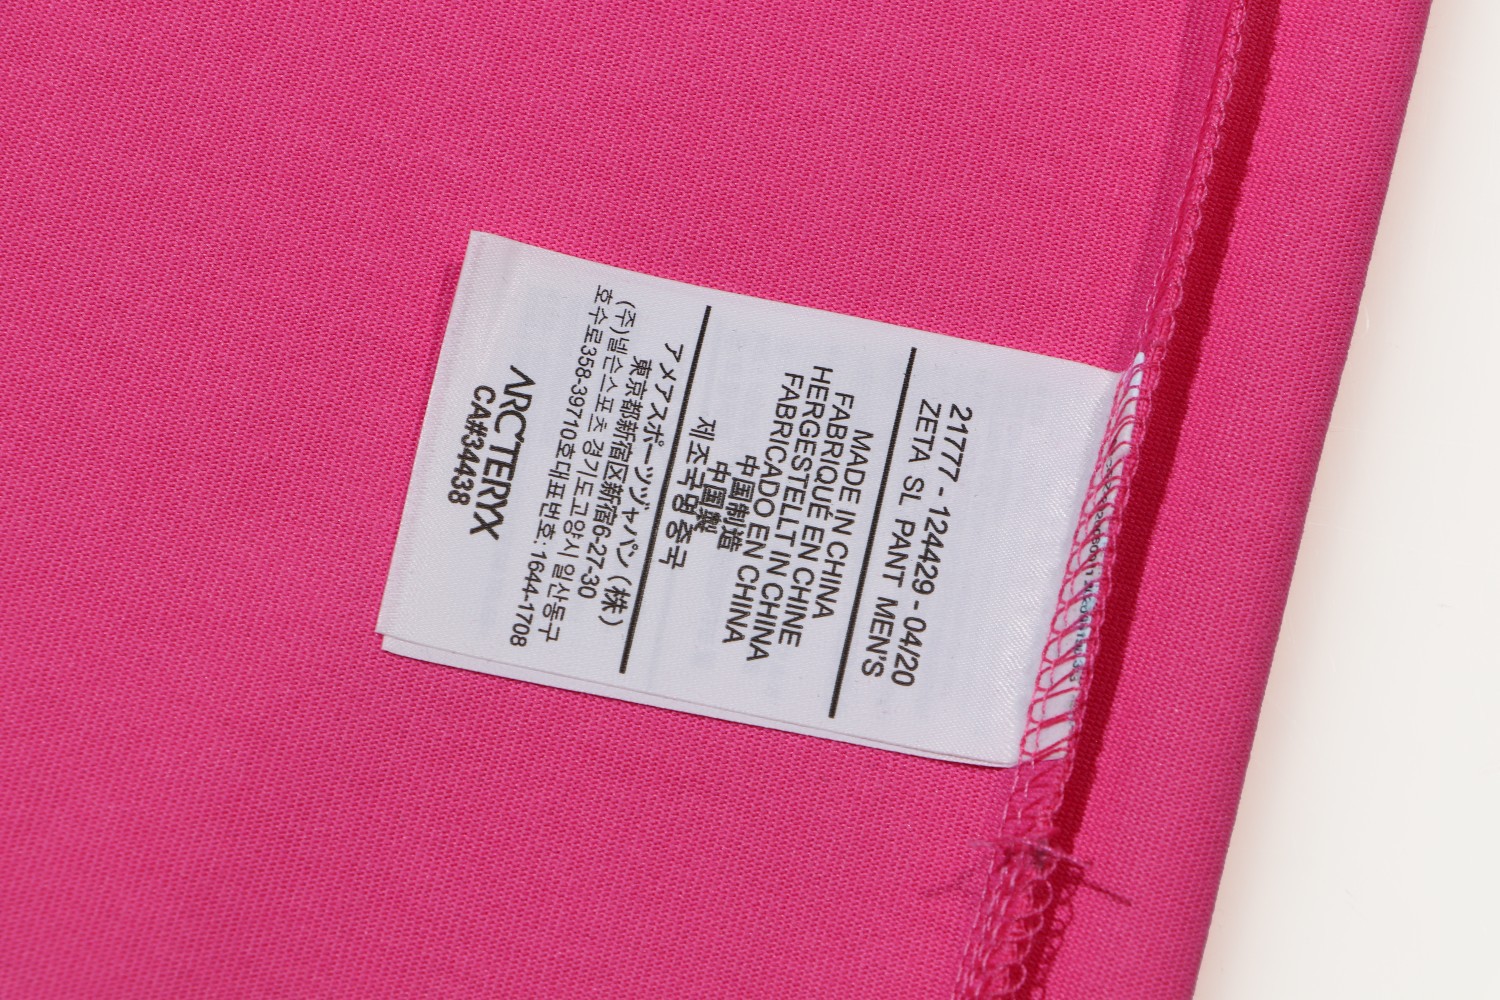 21777 - 124429 - 04/20
ZETA SL PANT MEN'S
MADE IN CHINA
FABRIQUÉ EN CHINE
HERGESTELLT IN CHINA
FABRICADO EN CHINA
中国制造
中国製
제조국명 중국
アメアスポーツジャパン (株)
東京都新宿区新宿6-27-30
(주)넬슨스포츠 경기도고양시일산동구
호수로358-39710호대표번호: 1644-1708
ARC'TERYX
CA#34438